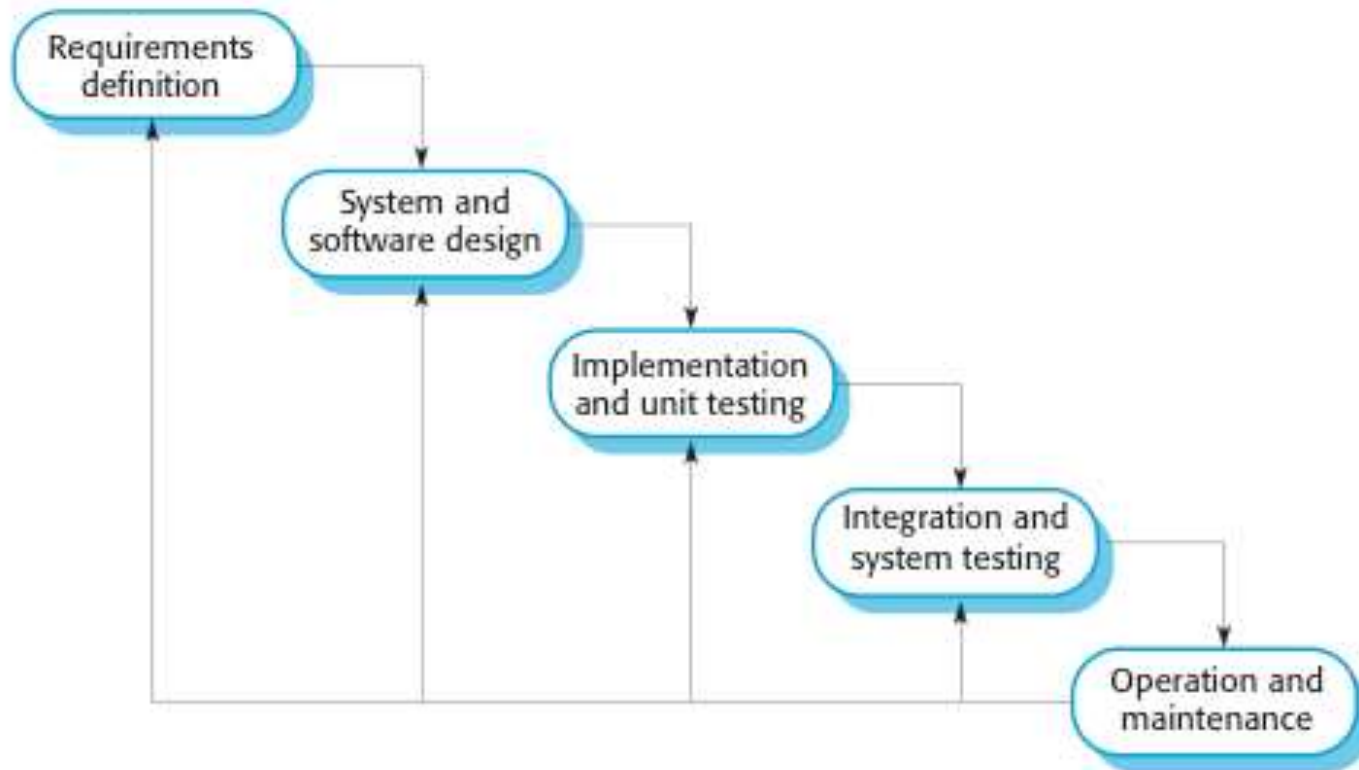 Requirements
definition
System and
software design
Implementation
and unit testing
Integration and
system testing
Operation and
maintenance